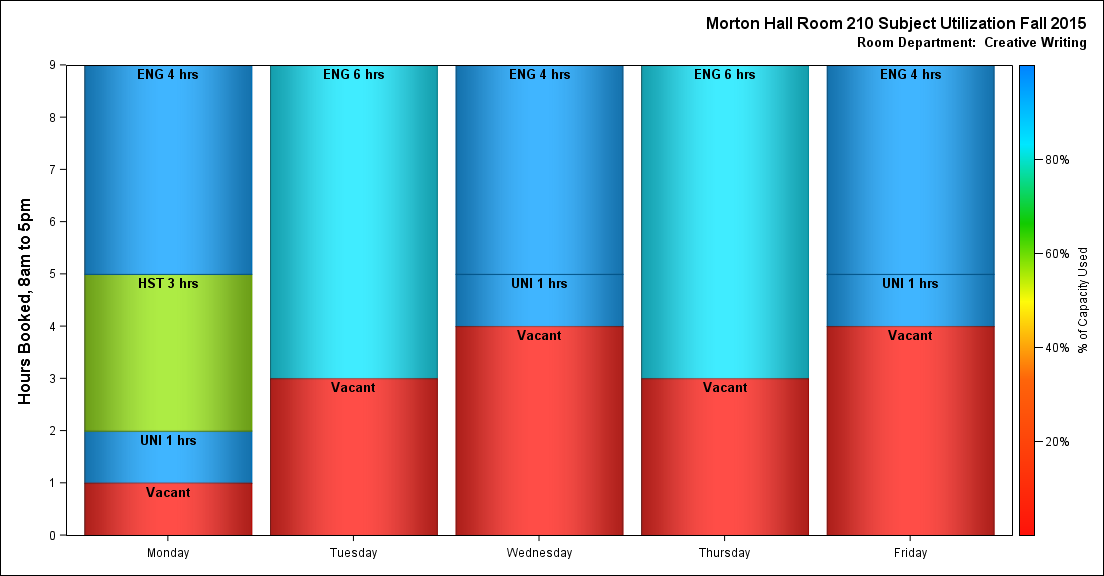 Morton Hall Room 210 Subject Utilization Fall 2015
Room Department:  Creative Writing
Hours Booked, 8am to 5pm
9
8
7
6
5
4
3
2
1
0
ENG 4 hrs
HST 3 hrs
UNI 1 hrs
Vacant
ENG 6 hrs
Vacant
ENG 4 hrs
UNI 1 hrs
Vacant
ENG 6 hrs
Vacant
ENG 4 hrs
UNI 1 hrs
Vacant
Monday
Tuesday
Wednesday
Thursday
Friday
80%
60%
40%
20%
% of Capacity Used